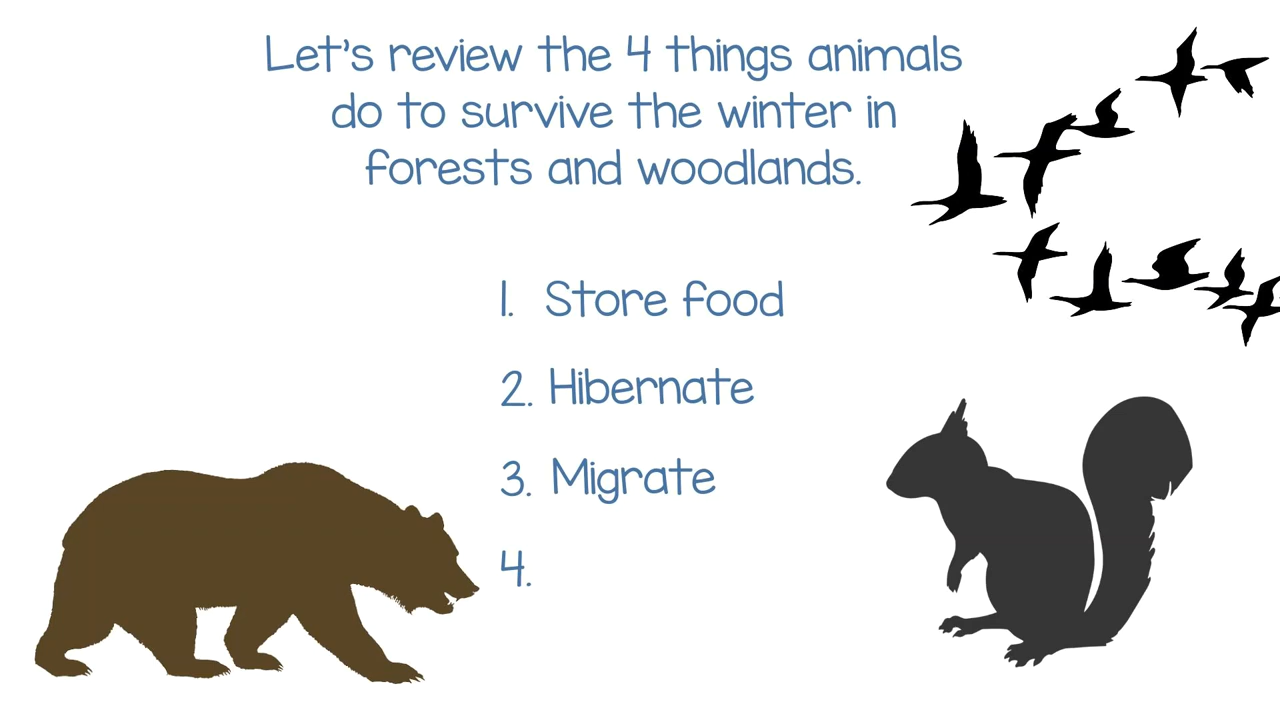 Let's review the 4 things animals
do to survive the winter in
forests and woodlands.
1. Store food
2. Hibernate
3. Migrate
4.